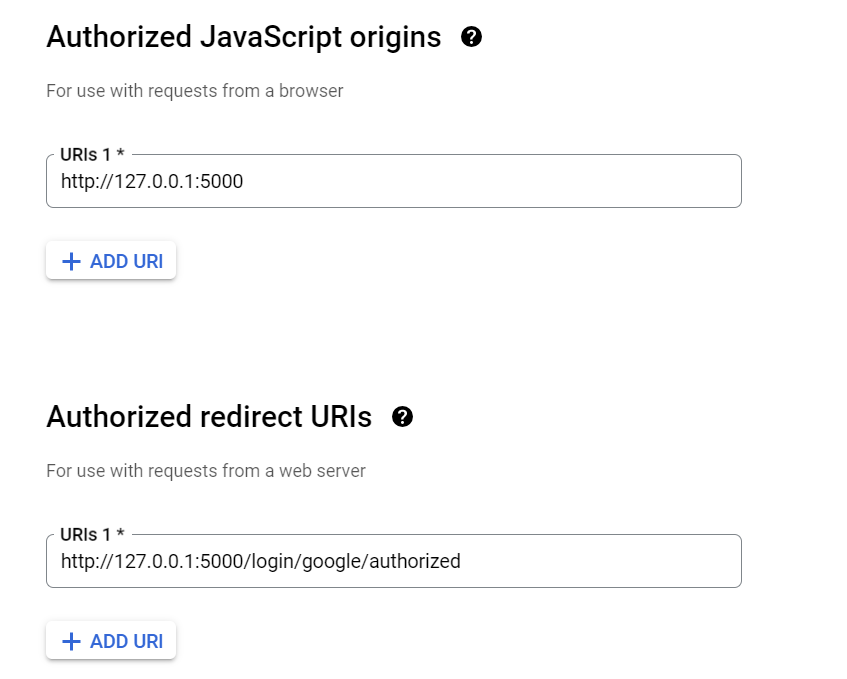 Authorized JavaScript origins
For use with requests from a browser
URIs 1 *
http://127.0.0.1:5000
ADD URI
Authorized redirect URIs
For use with requests from a web server
URIs 1 *
http://127.0.0.1:5000/login/google/authorized
ADD URI